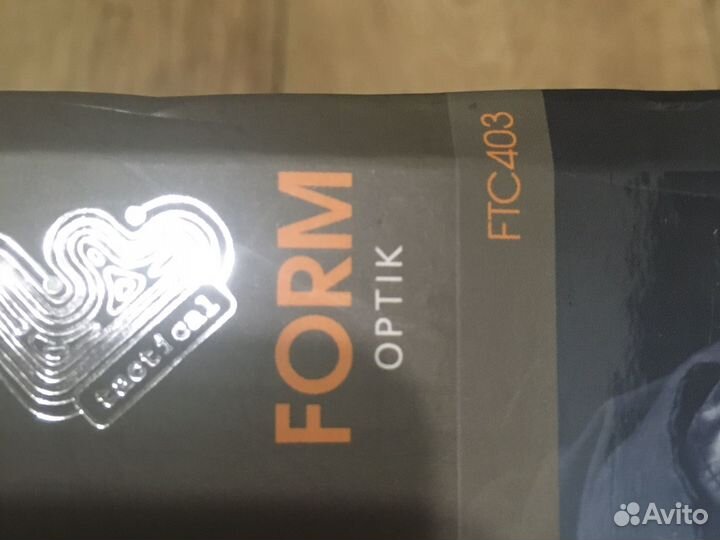 tactical
FORM
OPTIK
FTC403
Avito